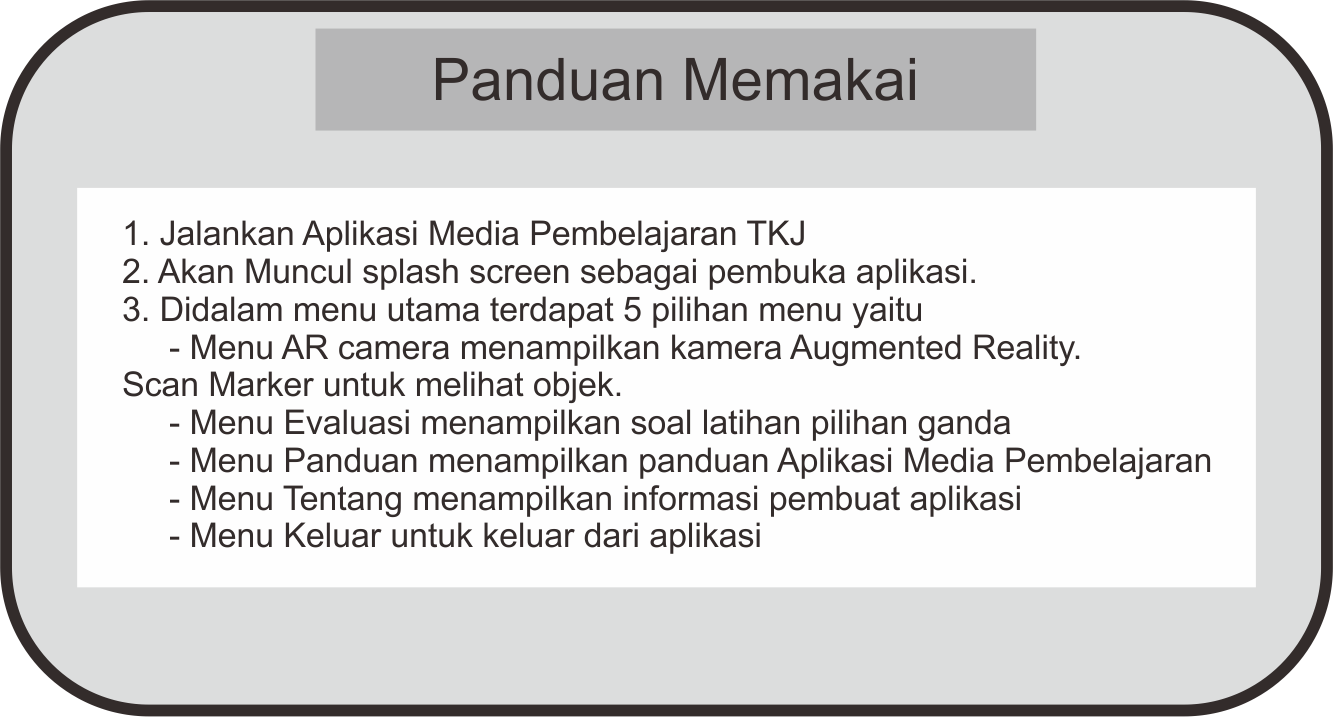 Panduan Memakai
1. Jalankan Aplikasi Media Pembelajaran TKJ
2. Akan Muncul splash screen sebagai pembuka aplikasi.
3. Didalam menu utama terdapat 5 pilihan menu yaitu
- Menu AR camera menampilkan kamera Augmented Reality.
Scan Marker untuk melihat objek.
- Menu Evaluasi menampilkan soal latihan pilihan ganda
- Menu Panduan menampilkan panduan Aplikasi Media Pembelajaran
- Menu Tentang menampilkan informasi pembuat aplikasi
- Menu Keluar untuk keluar dari aplikasi